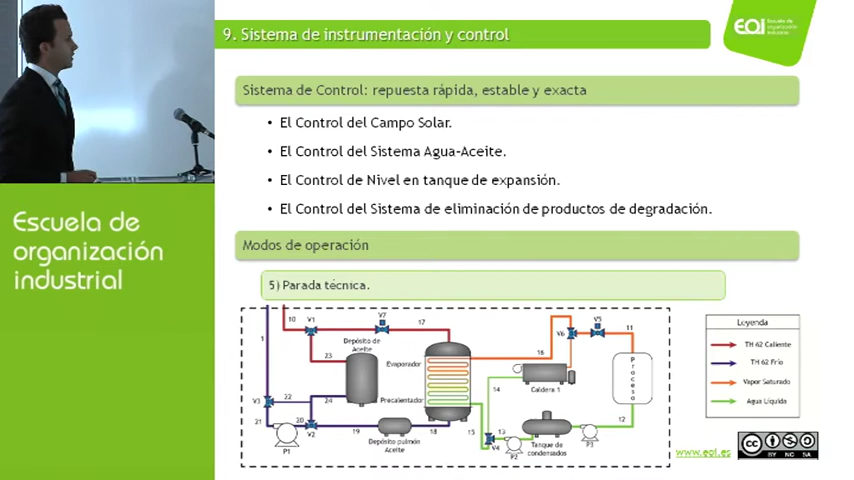 9. Sistema de instrumentación y control
EOI
Escuela de
organización
industrial
Sistema de Control: repuesta rápida, estable y exacta
• El Control del Campo Solar.
• El Control del Sistema Agua-Aceite.
• El Control de Nivel en tanque de expansión.
• El Control del Sistema de eliminación de productos de degradación.
Escuela de
organización
industrial
Modos de operación
5) Parada técnica.
10
V1
V7
17
1
Depósito de
Aceite
23
Evaporador
Precalentador
24
22
V3
21
20
V2
P1
19
Depósito pulmón
Aceite
18
15
16
V6
V5
11
Caldera 1
14
Proceso
13
V4
P2
Tanque de
condensados
P3
12
Leyenda
TH 62 Caliente
TH 62 Frío
Vapor Saturado
Agua Líquida
www.eoi.es
CC
BY NC SA